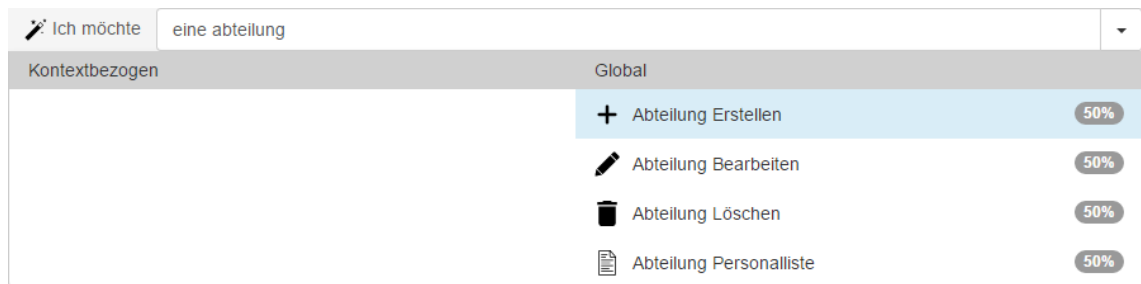 Ich möchte eine abteilung
Kontextbezogen Global
Abteilung Erstellen 50%
Abteilung Bearbeiten 50%
Abteilung Löschen 50%
Abteilung Personalliste 50%